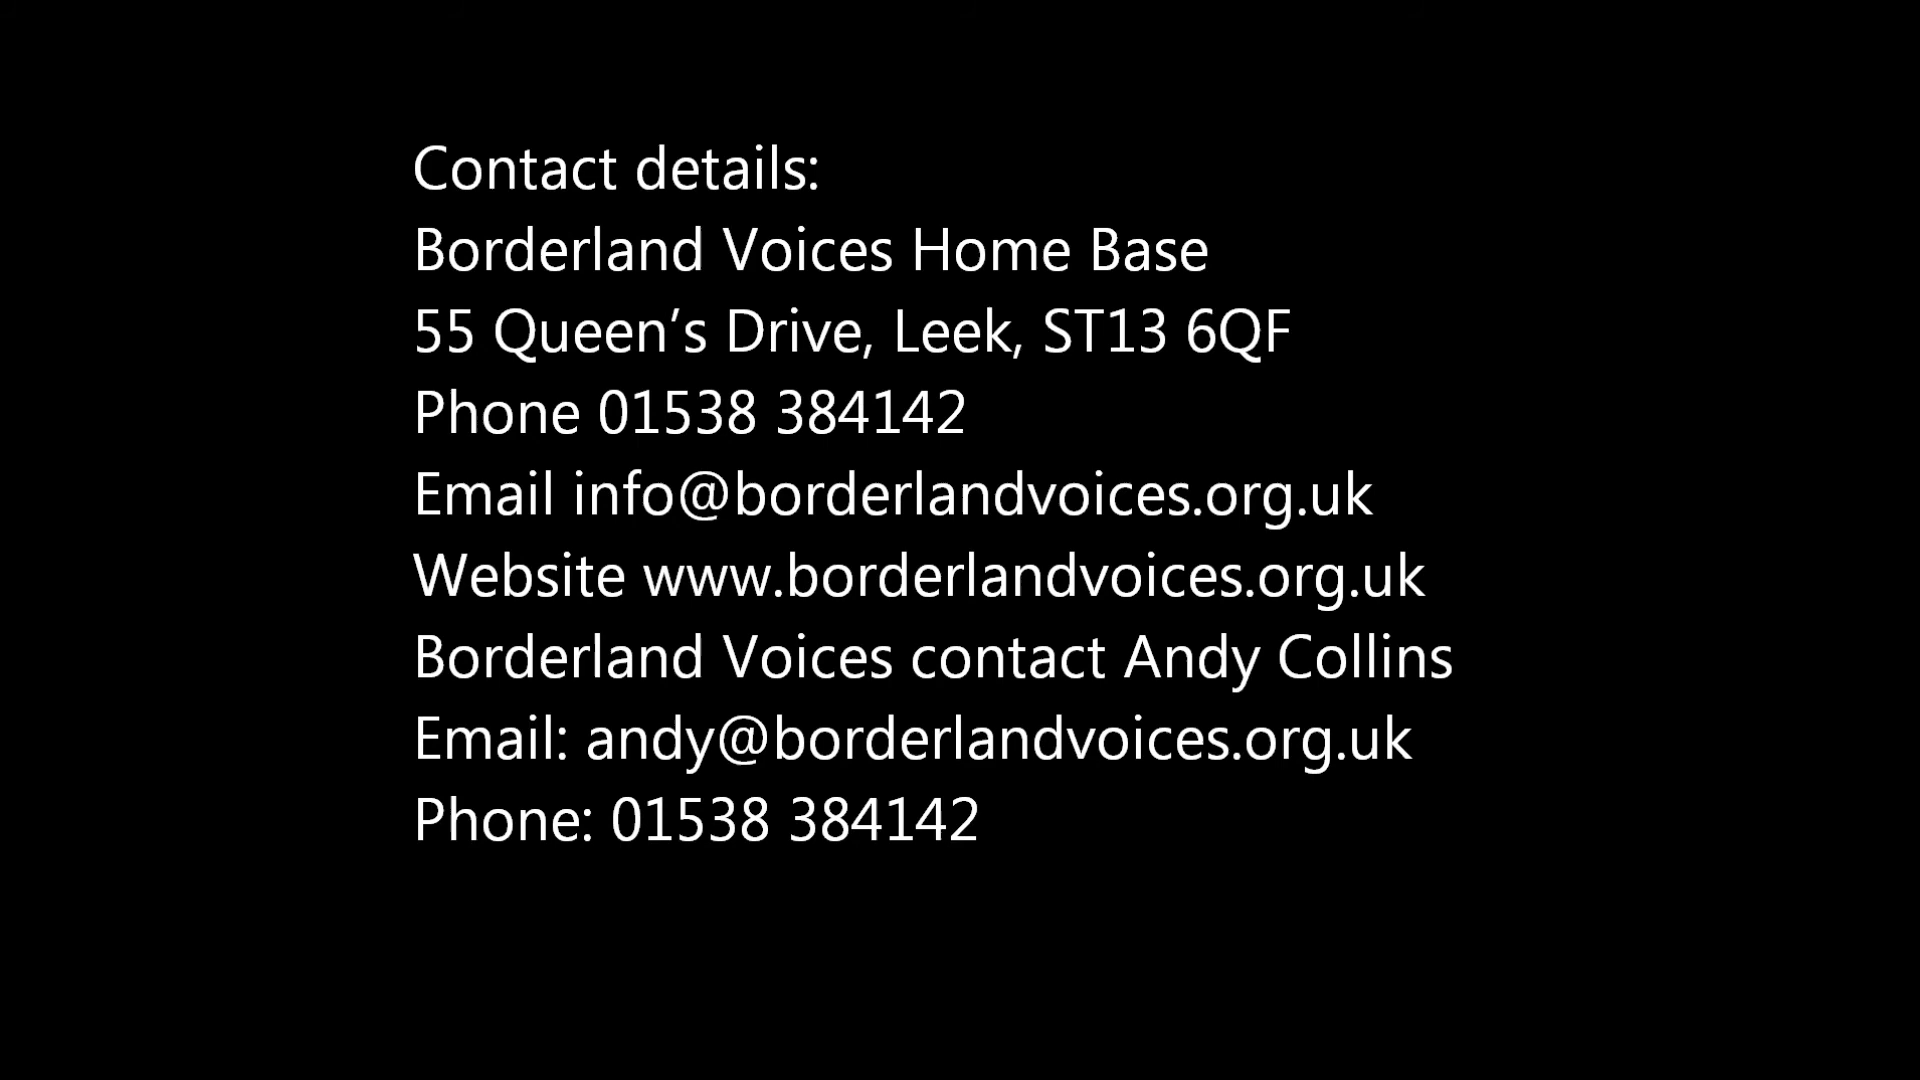 Contact details:
Borderland Voices Home Base
55 Queen’s Drive, Leek, ST13 6QF
Phone 01538 384142
Email info@borderlandvoices.org.uk
Website www.borderlandvoices.org.uk
Borderland Voices contact Andy Collins
Email: andy@borderlandvoices.org.uk
Phone: 01538 384142